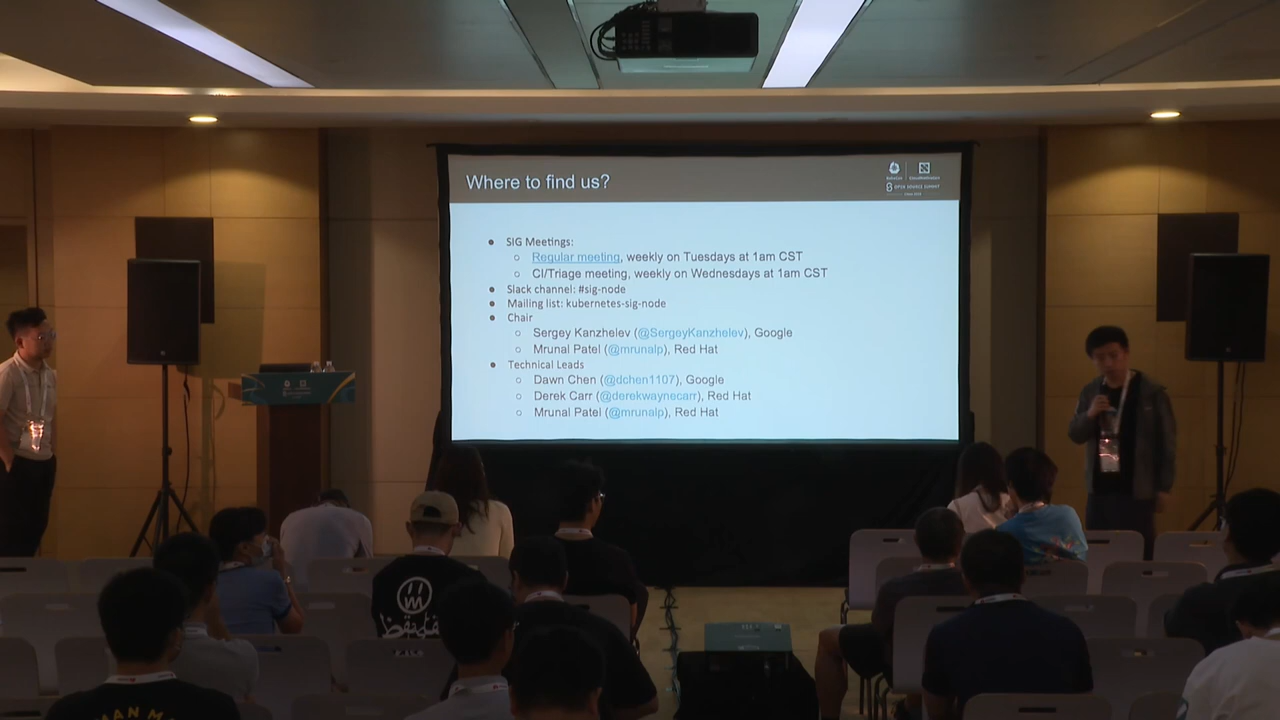 Where to find us?
OPEN SOURCE SUMMIT
SIG Meetings:
Regular meeting, weekly on Tuesdays at 1am CST
CI/Triage meeting, weekly on Wednesdays at 1am CST
Slack channel: #sig-node
Mailing list: kubernetes-sig-node
Chair
Sergey Kanzhelev (@SergeyKanzhelev), Google
Mrunal Patel (@mrunalp), Red Hat
Technical Leads
Dawn Chen (@dchen1107), Google
Derek Carr (@derekwaynecarr), Red Hat
Mrunal Patel (@mrunalp), Red Hat